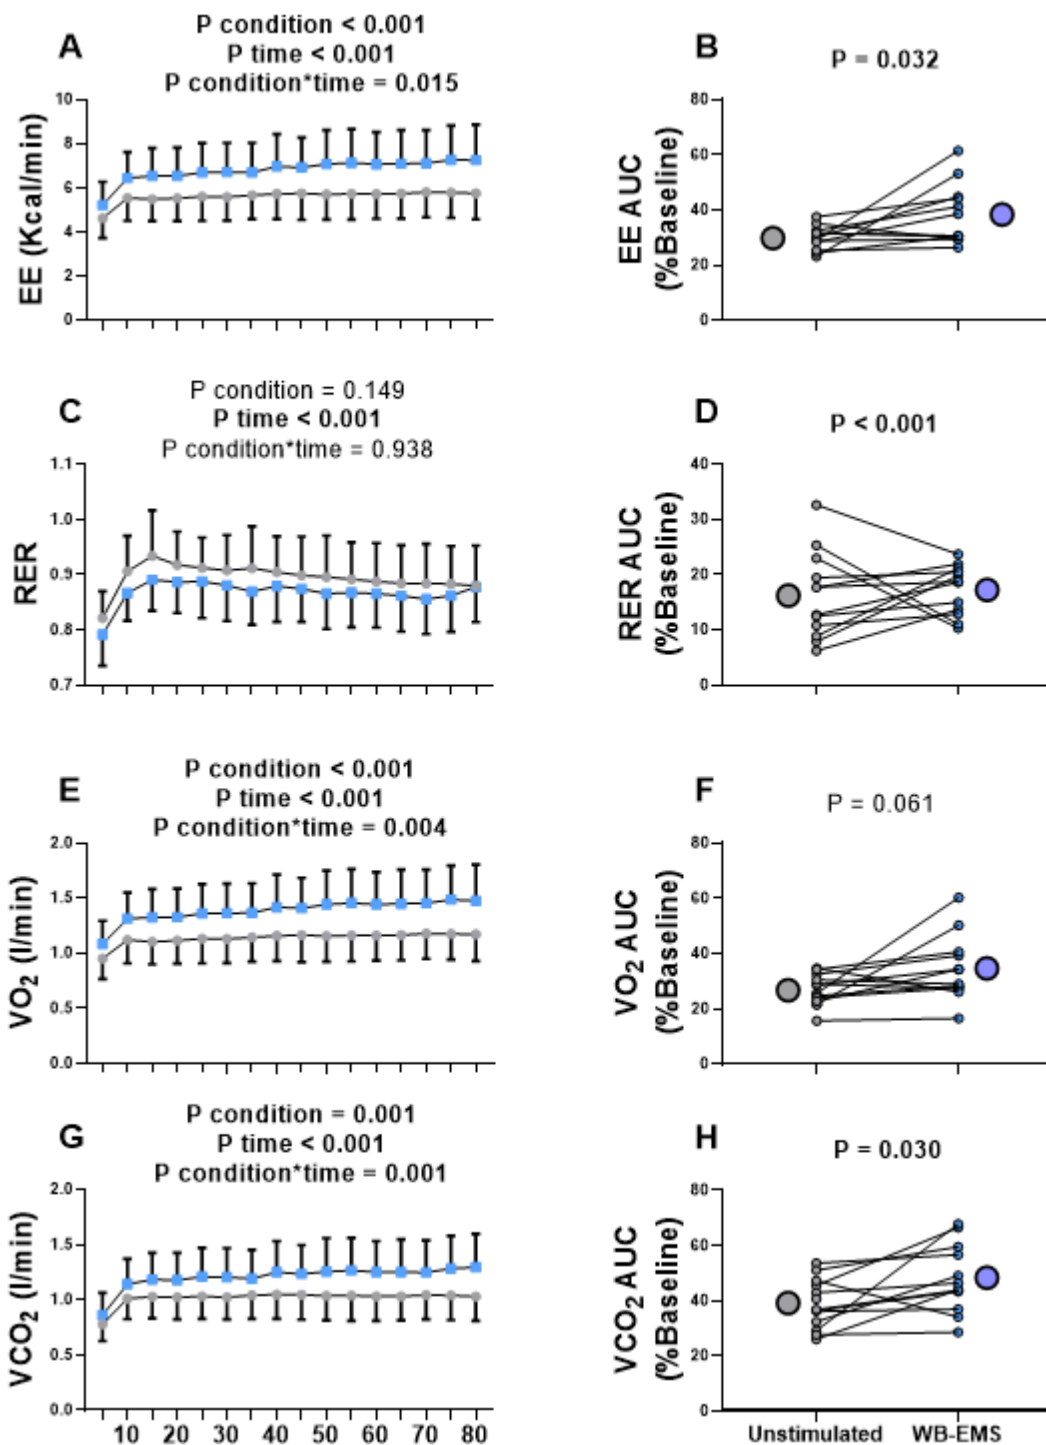 A
P condition < 0.001
P time < 0.001
P condition*time = 0.015
EE (Kcal/min)
10
8
6
4
2
0
B
P = 0.032
EE AUC
(%Baseline)
80
60
40
20
0
C
P condition = 0.149
P time < 0.001
P condition*time = 0.938
RER
1.1
1.0
0.9
0.8
0.7
D
P < 0.001
RER AUC
(%Baseline)
40
30
20
10
0
E
P condition < 0.001
P time < 0.001
P condition*time = 0.004
VO2 (l/min)
2.0
1.5
1.0
0.5
0.0
F
P = 0.061
VO2 AUC
(%Baseline)
80
60
40
20
0
G
P condition = 0.001
P time < 0.001
P condition*time = 0.001
VCO2 (l/min)
2.0
1.5
1.0
0.5
0.0
10 20 30 40 50 60 70 80
H
P = 0.030
VCO2 AUC
(%Baseline)
80
60
40
20
0
Unstimulated WB-EMS